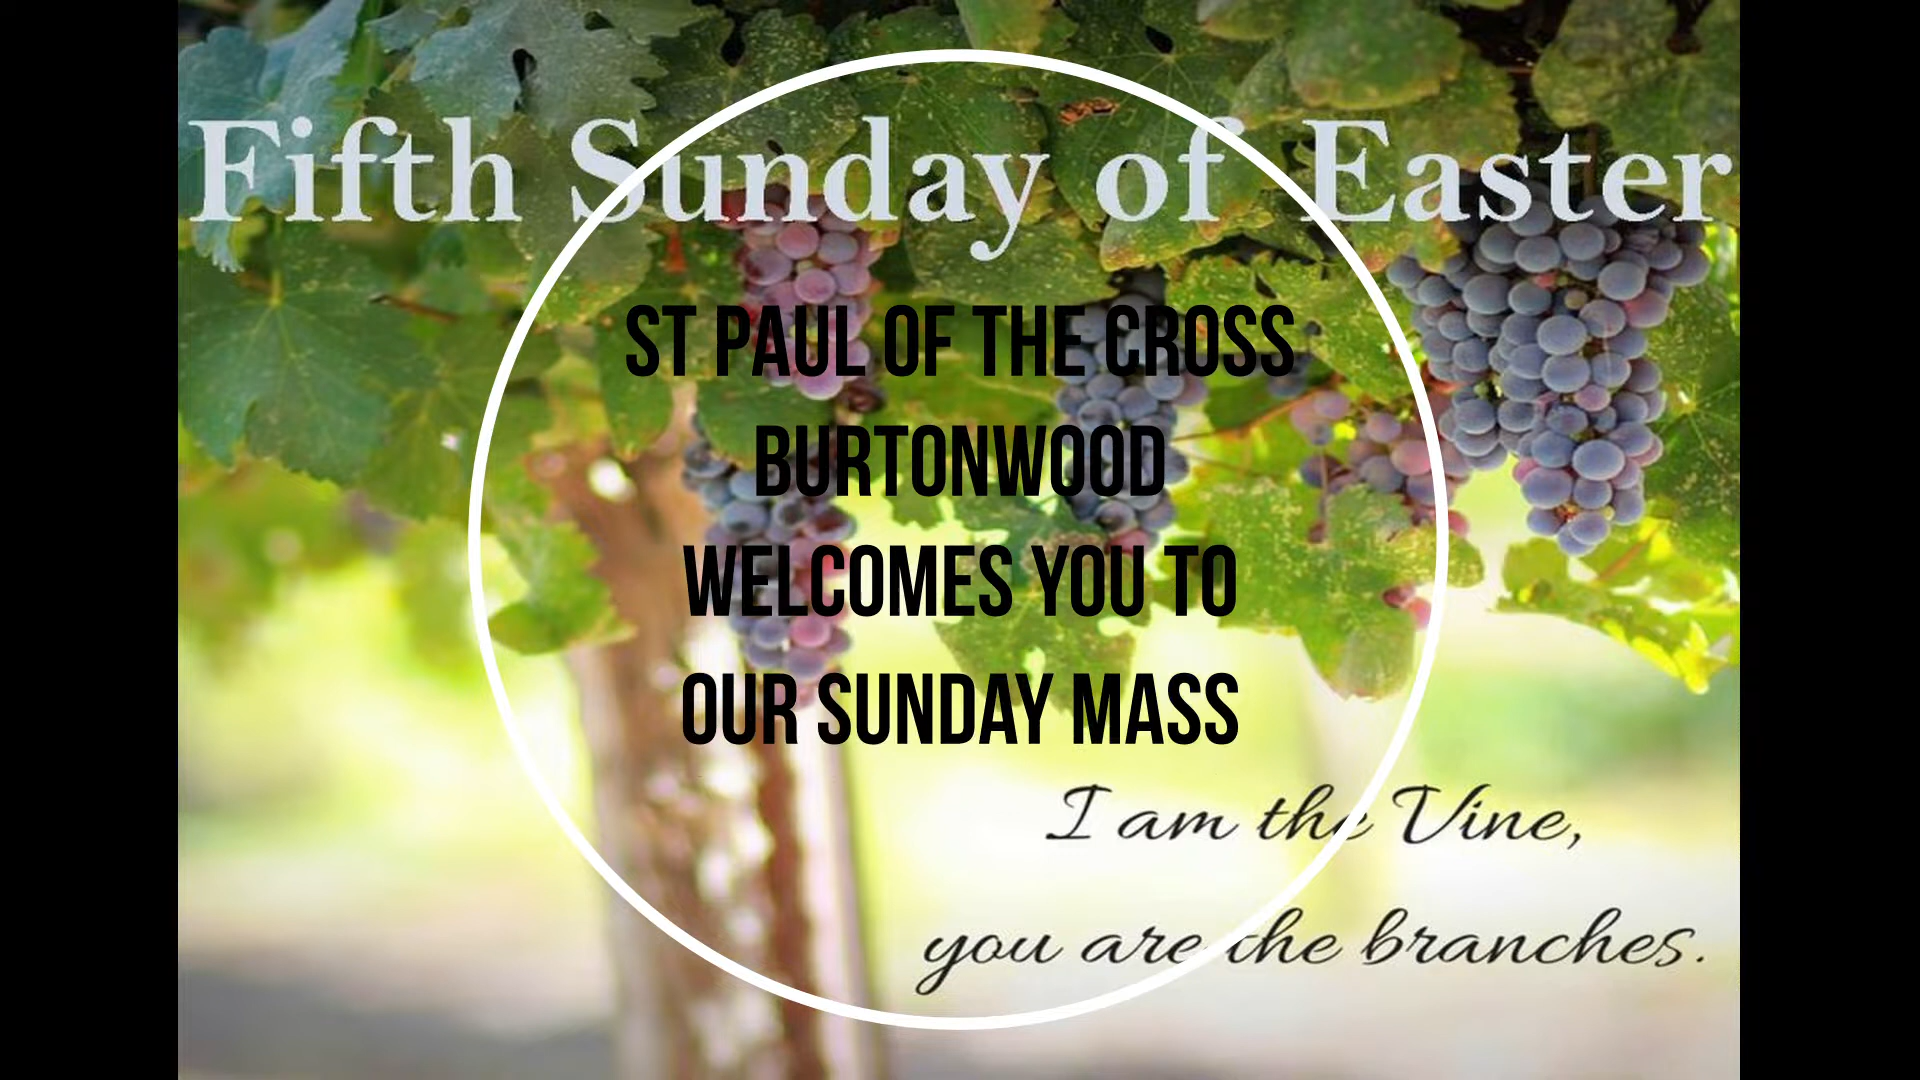 Fifth Sunday of Easter
ST PAUL OF THE CROSS
BURTONWOOD
WELCOMES YOU TO
OUR SUNDAY MASS
I am the Vine,
you are the branches.